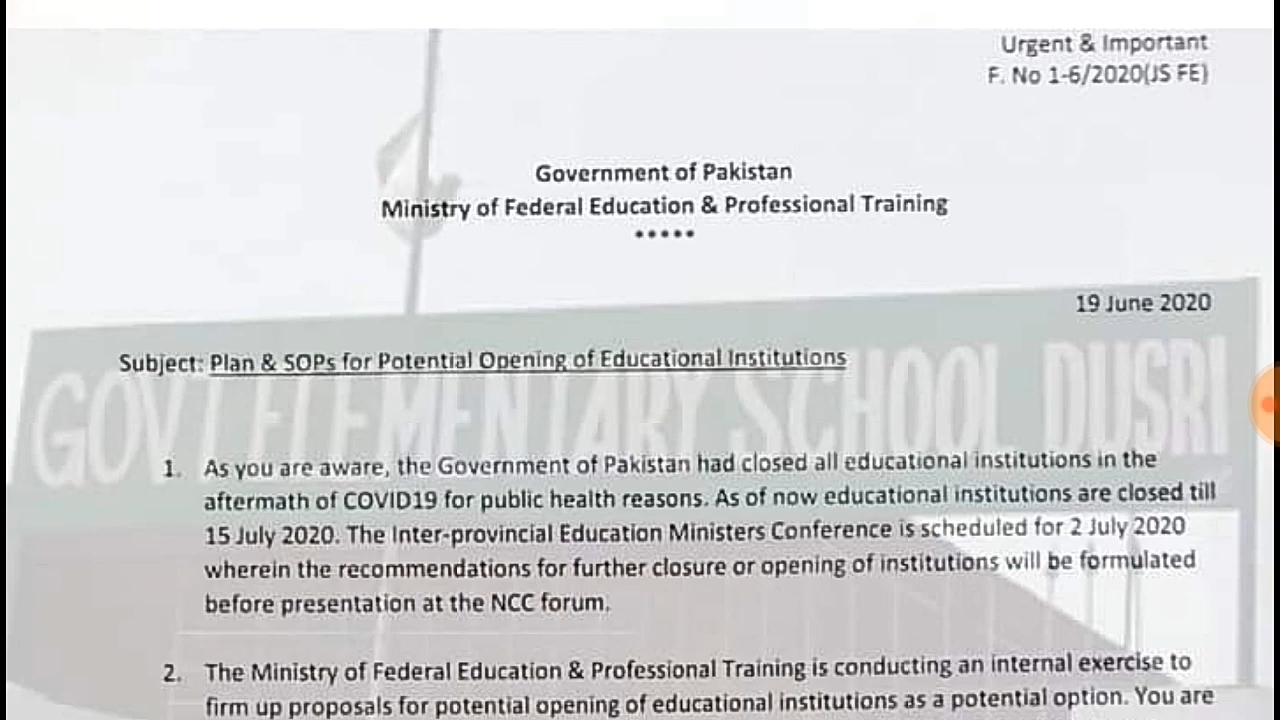 Urgent & Important
F. No 1-6/2020(JS FE)
Government of Pakistan
Ministry of Federal Education & Professional Training
*****
19 June 2020
Subject: Plan & SOPs for Potential Opening of Educational Institutions
GOVT ELEMENTARY SCHOOL DUSRI
1. As you are aware, the Government of Pakistan had closed all educational institutions in the
aftermath of COVID19 for public health reasons. As of now educational institutions are closed till
15 July 2020. The Inter-provincial Education Ministers Conference is scheduled for 2 July 2020
wherein the recommendations for further closure or opening of institutions will be formulated
before presentation at the NCC forum.
2. The Ministry of Federal Education & Professional Training is conducting an internal exercise to
firm up proposals for potential opening of educational institutions as a potential option. You are